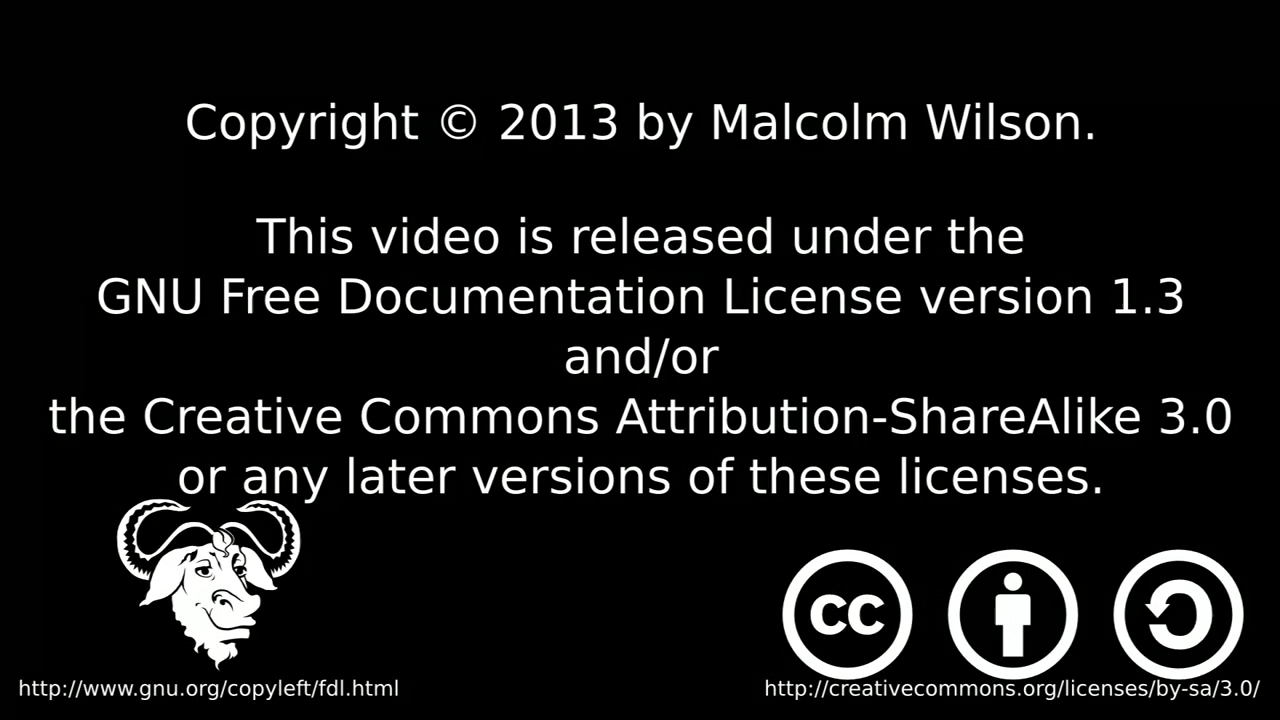 Copyright © 2013 by Malcolm Wilson.
This video is released under the
GNU Free Documentation License version 1.3
and/or
the Creative Commons Attribution-ShareAlike 3.0
or any later versions of these licenses.
cc
http://www.gnu.org/copyleft/fdl.html
http://creativecommons.org/licenses/by-sa/3.0/